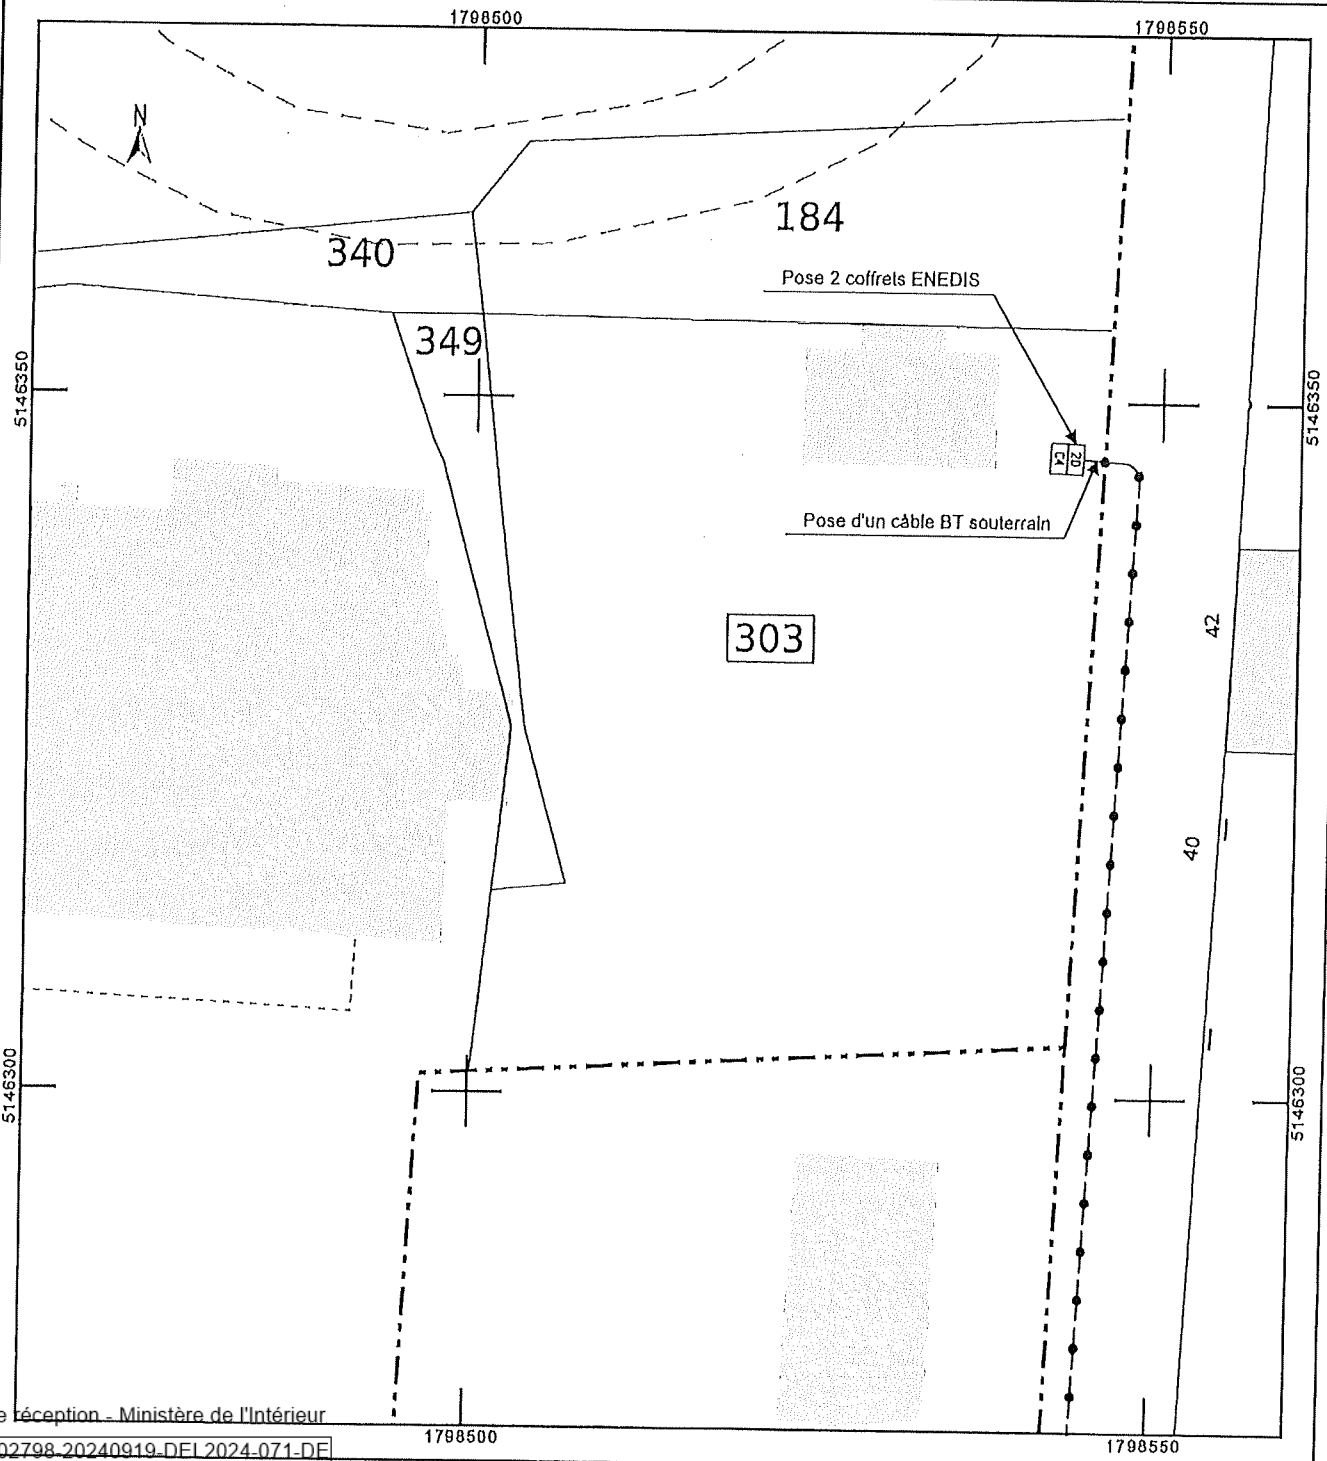 1798500
1798550
N
184
340
Pose 2 coffrets ENEDIS
349
5146350
5146350
2D
C4
Pose d'un câble BT souterrain
303
42
40
5146300
5146300
e réception - Ministère de l'Intérieur
02798-20240919-DEL2024-071-DE
1798500
1798550